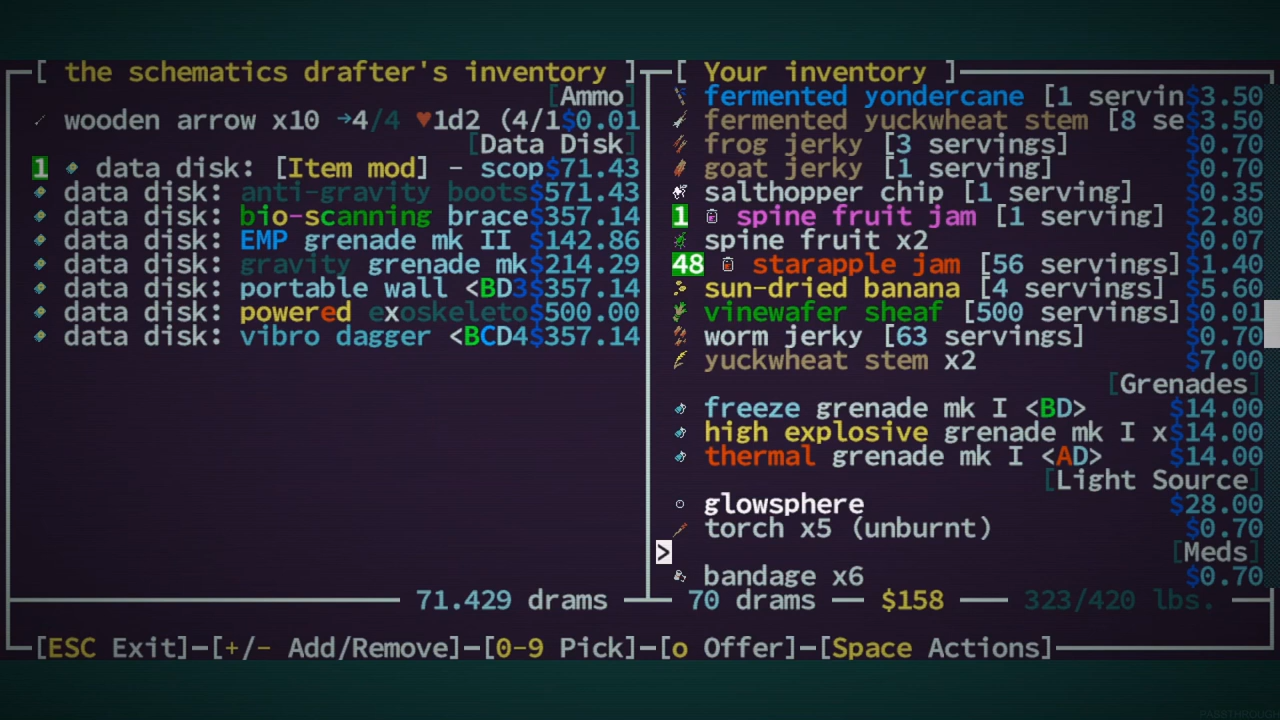 [ the schematics drafter's inventory ]
[Ammo]
wooden arrow x10 →4/4 ♥1d2 (4/1$0.01
[Data Disk]
1 data disk: [Item mod] - scop$71.43
data disk: anti-gravity boots$571.43
data disk: bio-scanning brace$357.14
data disk: EMP grenade mk II $142.86
data disk: gravity grenade mk$214.29
data disk: portable wall <BD3$357.14
data disk: powered exoskeleto$500.00
data disk: vibro dagger <BCD4$357.14
71.429 drams
[ Your inventory ]
fermented yondercane [1 servin$3.50
fermented yuckwheat stem [8 se$3.50
frog jerky [3 servings] $0.70
goat jerky [1 serving] $0.70
salthopper chip [1 serving] $0.35
1 spine fruit jam [1 serving] $2.80
spine fruit x2 $0.07
48 starapple jam [56 servings] $1.40
sun-dried banana [4 servings] $5.60
vinewafer sheaf [500 servings] $0.01
worm jerky [63 servings] $0.70
yuckwheat stem x2 $7.00
[Grenades]
freeze grenade mk I <BD> $14.00
high explosive grenade mk I x$14.00
thermal grenade mk I <AD> $14.00
[Light Source]
glowsphere $28.00
torch x5 (unburnt) $0.70
> [Meds]
bandage x6 $0.70
70 drams — $158 — 323/420 lbs.
[ESC Exit]—[+/- Add/Remove]—[0-9 Pick]—[o Offer]—[Space Actions]